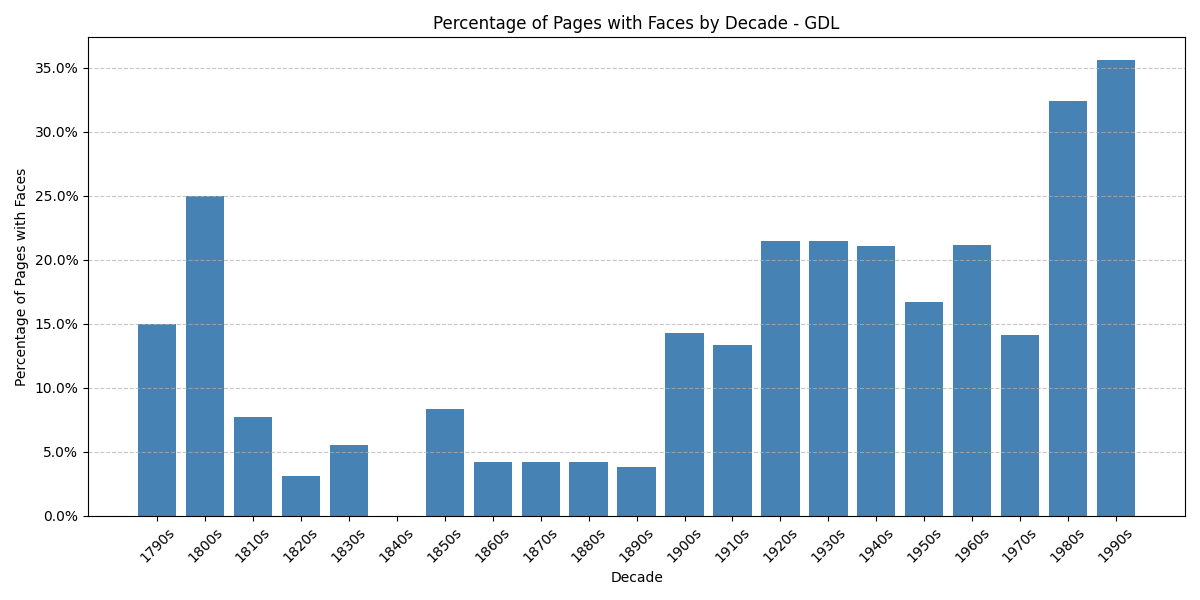 Percentage of Pages with Faces by Decade - GDL
Percentage of Pages with Faces
35.0%
30.0%
25.0%
20.0%
15.0%
10.0%
5.0%
0.0%
1790s
1800s
1810s
1820s
1830s
1840s
1850s
1860s
1870s
1880s
1890s
1900s
1910s
1920s
1930s
1940s
1950s
1960s
1970s
1980s
1990s
Decade